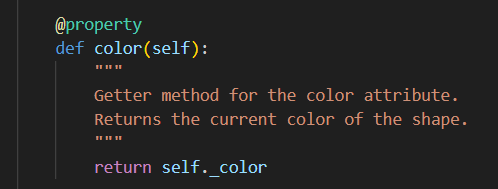 @property
def color(self):
"""
Getter method for the color attribute.
Returns the current color of the shape.
"""
return self._color